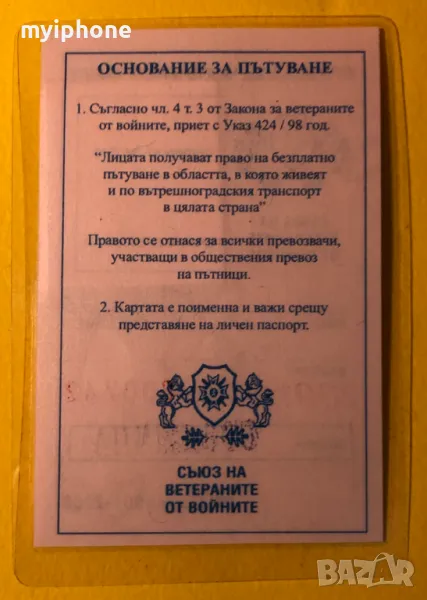 myiphone
ОСНОВАНИЕ ЗА ПЪТУВАНЕ
1. Съгласно чл. 4 т. 3 от Закона за ветераните
от войните, приет с Указ 424 / 98 год.
“Лицата получават право на безплатно
пътуване в областта, в която живеят
и по вътрешноградския транспорт
в цялата страна”
Правото се отнася за всички превозвачи,
участващи в обществения превоз
на пътници.
2. Картата е поименна и важи срещу
представяне на личен паспорт.
СЪЮЗ НА
ВЕТЕРАНИТЕ
ОТ ВОЙНИТЕ
BAZAR